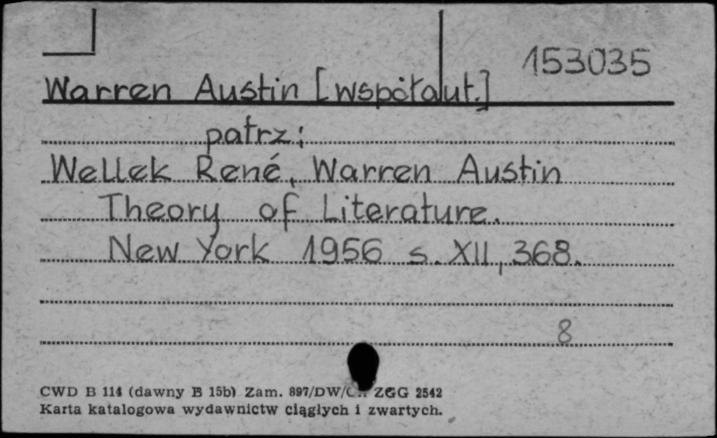 153035
Warren Austin [współaut.]
patrz:
Wellek René, Warren Austin
Theory of Literature.
New York 1956 s. XII, 368.
8
CWD B 114 (dawny B 15b) Zam. 897/DW/ ZGG 2542
Karta katalogowa wydawnictw ciągłych i zwartych.